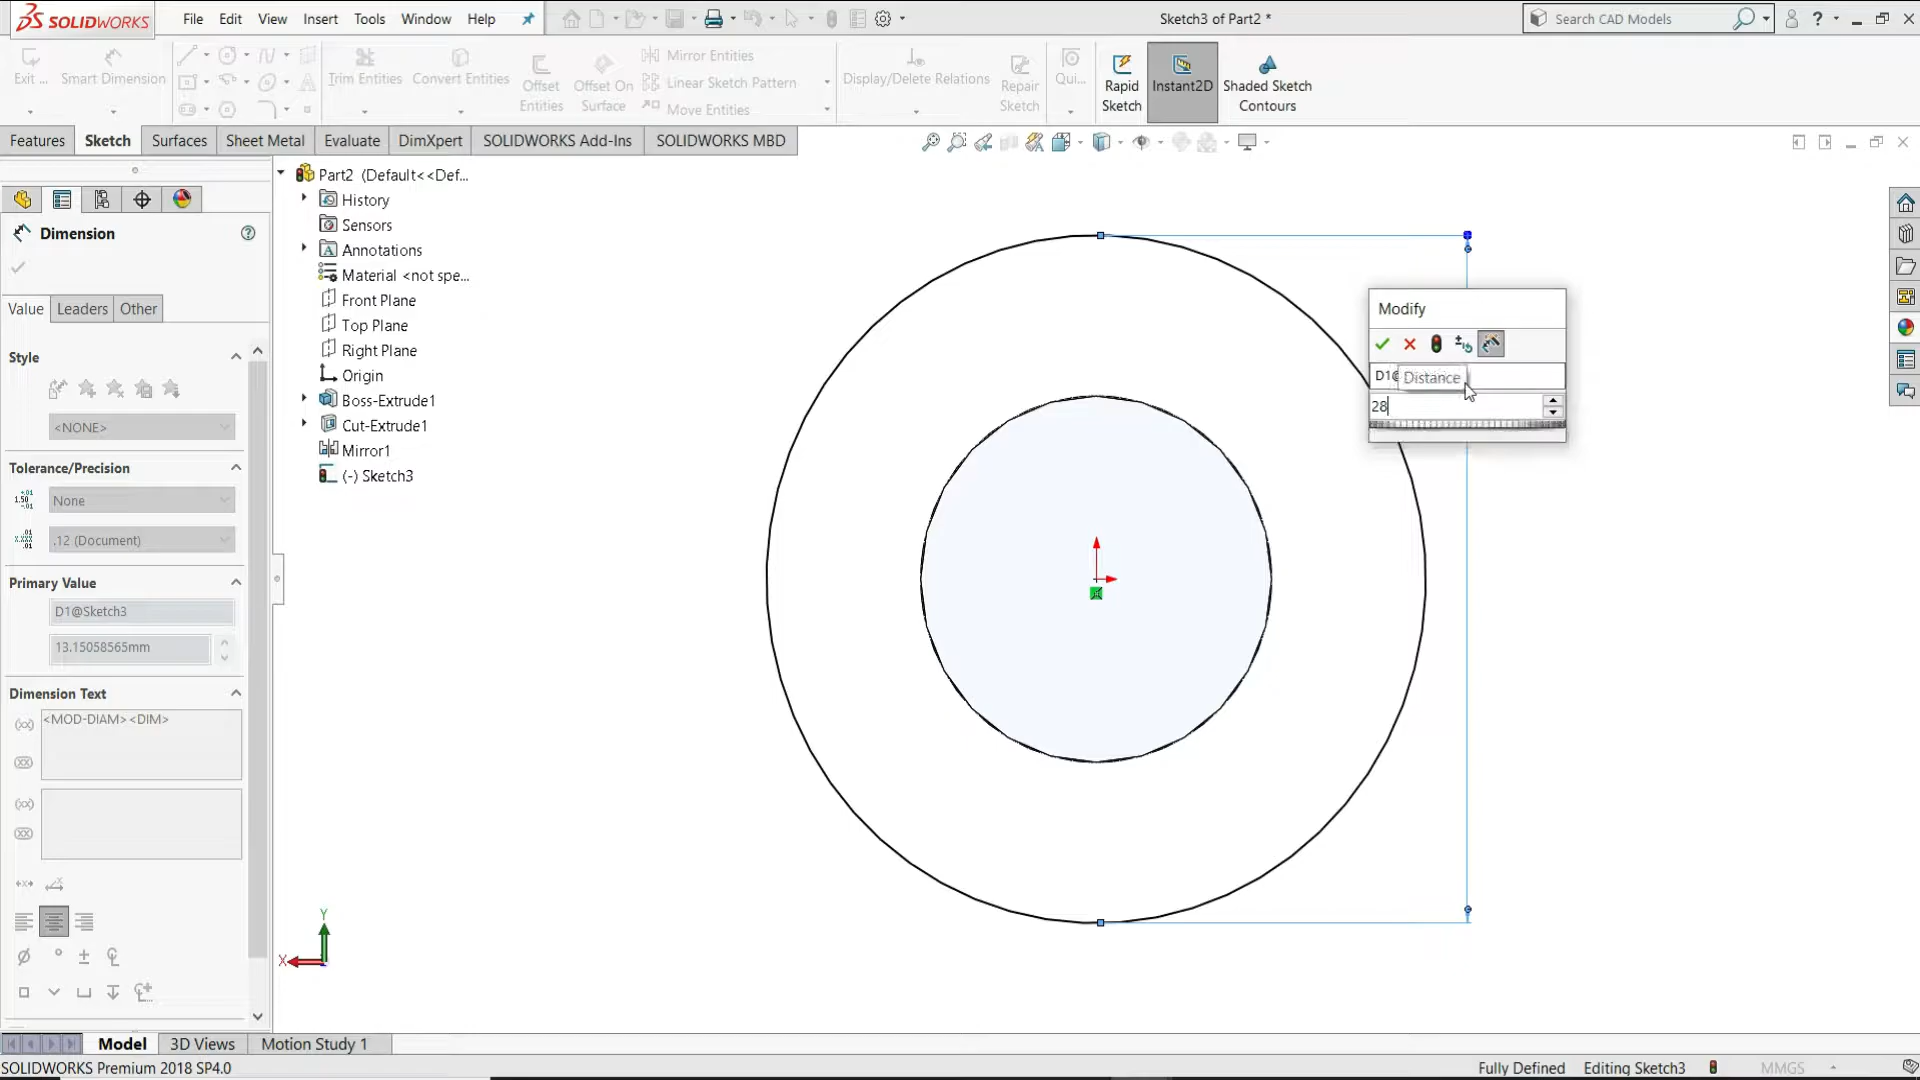 SOLIDWORKS
File Edit View Insert Tools Window Help
Sketch3 of Part2 *
Search CAD Models
Exit ...
Smart Dimension
Trim Entities
Convert Entities
Offset Entities
Offset On Surface
Mirror Entities
Linear Sketch Pattern
Move Entities
Display/Delete Relations
Repair Sketch
Qui...
Rapid Sketch
Instant2D
Shaded Sketch Contours
Features Sketch Surfaces Sheet Metal Evaluate DimXpert SOLIDWORKS Add-Ins SOLIDWORKS MBD
Dimension
Value Leaders Other
Style
<NONE>
Tolerance/Precision
None
.12 (Document)
Primary Value
D1@Sketch3
13.15058565mm
Dimension Text
<MOD-DIAM><DIM>
Part2 (Default<<Def...
History
Sensors
Annotations
Material <not spe...
Front Plane
Top Plane
Right Plane
Origin
Boss-Extrude1
Cut-Extrude1
Mirror1
(-) Sketch3
Modify
D1@
Distance
28
Y
X
Model 3D Views Motion Study 1
SOLIDWORKS Premium 2018 SP4.0
Fully Defined Editing Sketch3 MMGS